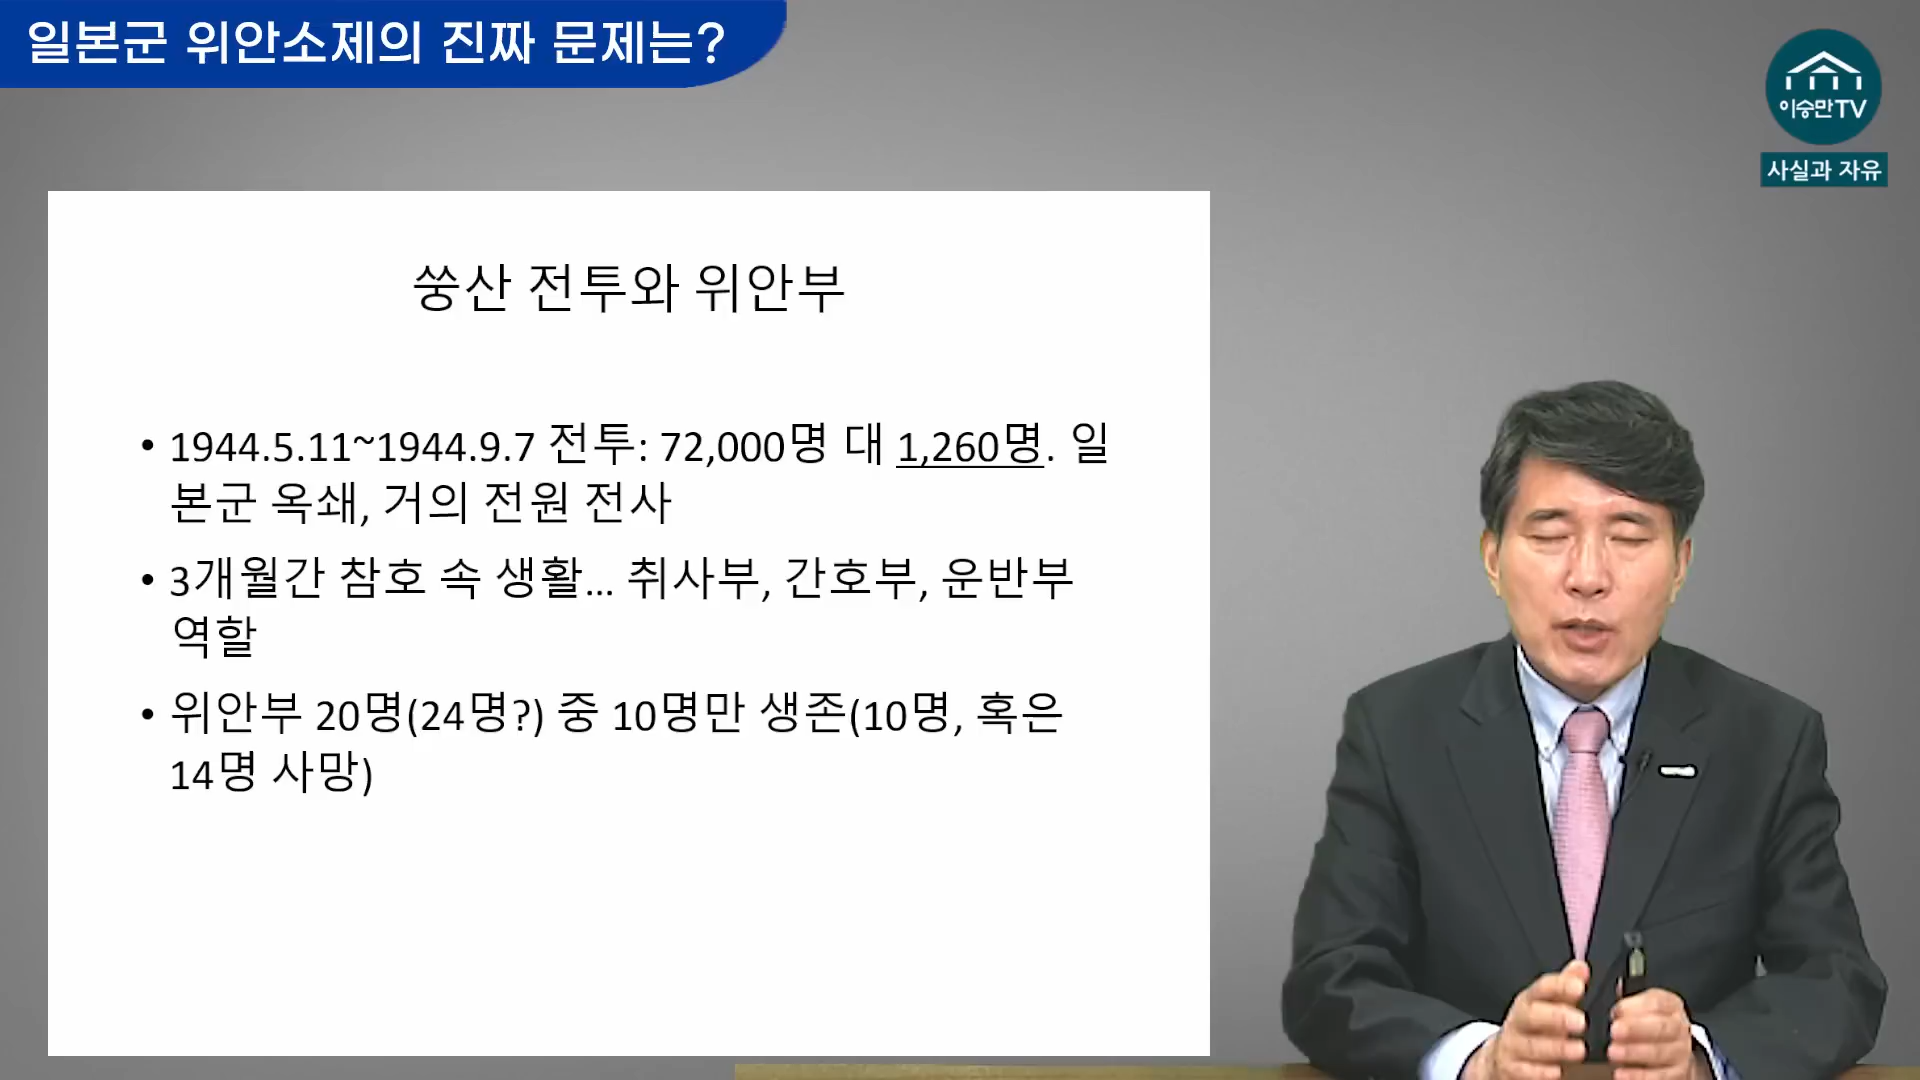 일본군 위안소제의 진짜 문제는?
이승만TV
사실과 자유
쑹산 전투와 위안부
• 1944.5.11~1944.9.7 전투: 72,000명 대 1,260명. 일
본군 옥쇄, 거의 전원 전사
• 3개월간 참호 속 생활... 취사부, 간호부, 운반부
역할
• 위안부 20명(24명?) 중 10명만 생존(10명, 혹은
14명 사망)